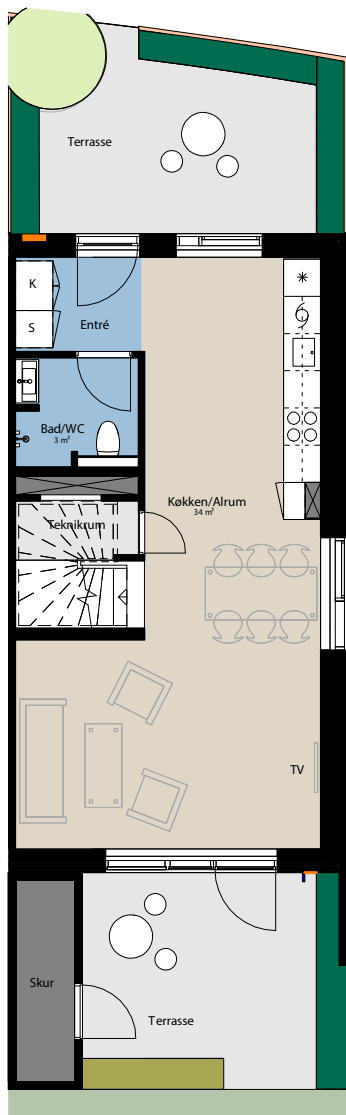 Terrasse
K
S
Entré
Bad/WC
3 m²
Køkken/Alrum
34 m²
Teknikrum
TV
Skur
Terrasse